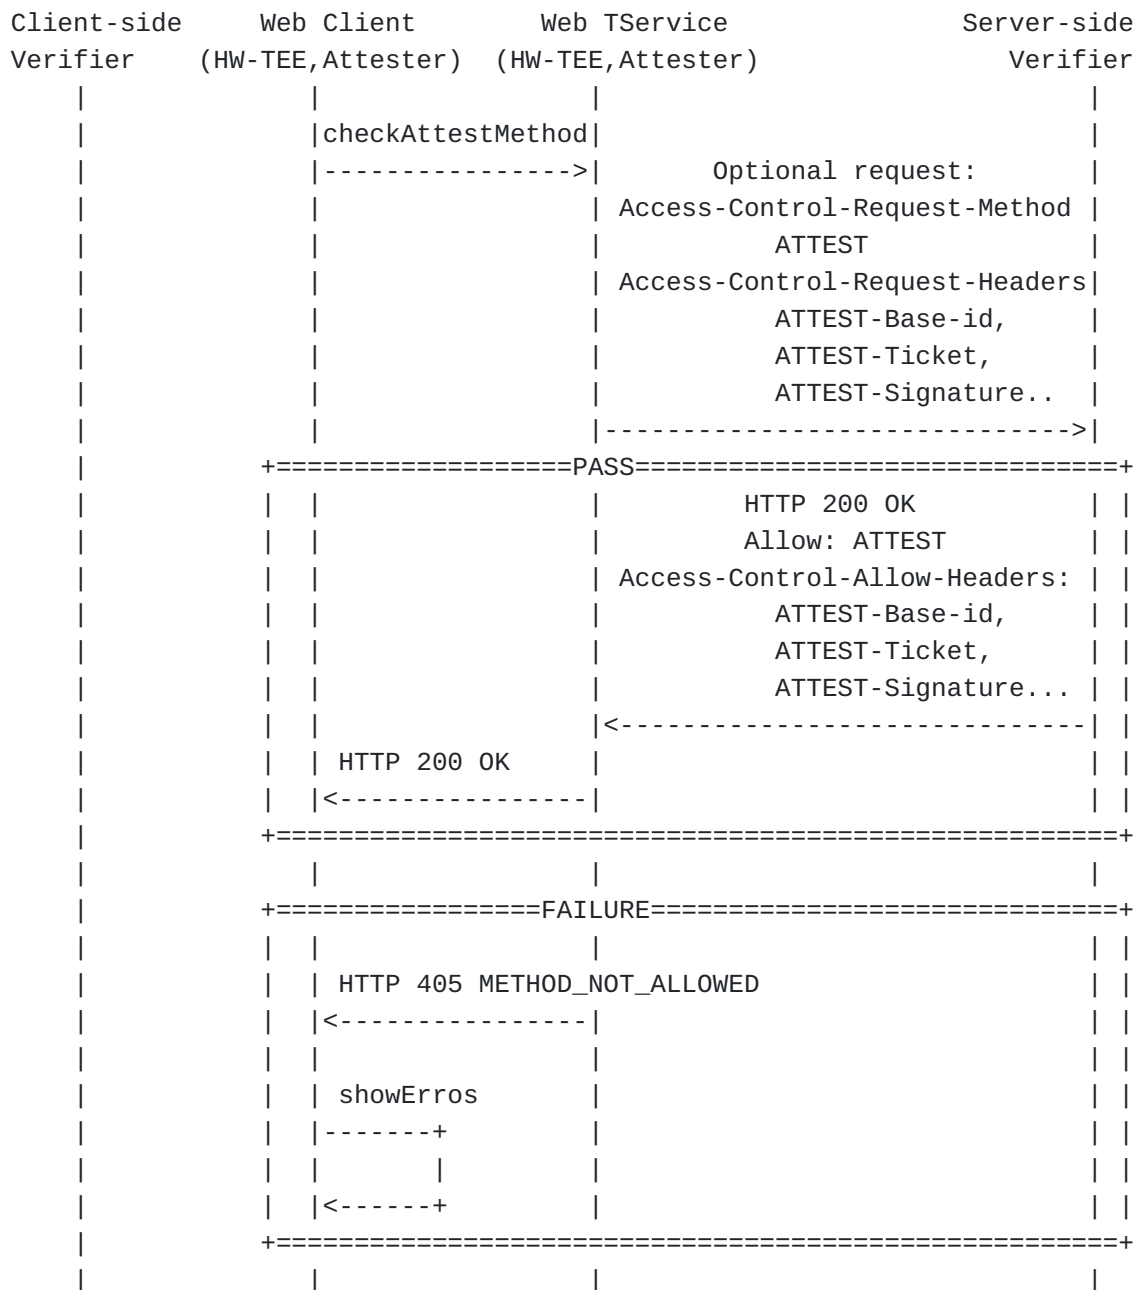 Client-side     Web Client        Web TService               Server-side
Verifier    (HW-TEE,Attester)  (HW-TEE,Attester)                Verifier
checkAttestMethod
Optional request:
Access-Control-Request-Method
ATTEST
Access-Control-Request-Headers
ATTEST-Base-id,
ATTEST-Ticket,
ATTEST-Signature..
PASS
HTTP 200 OK
Allow: ATTEST
Access-Control-Allow-Headers:
ATTEST-Base-id,
ATTEST-Ticket,
ATTEST-Signature...
HTTP 200 OK
FAILURE
HTTP 405 METHOD_NOT_ALLOWED
showErros